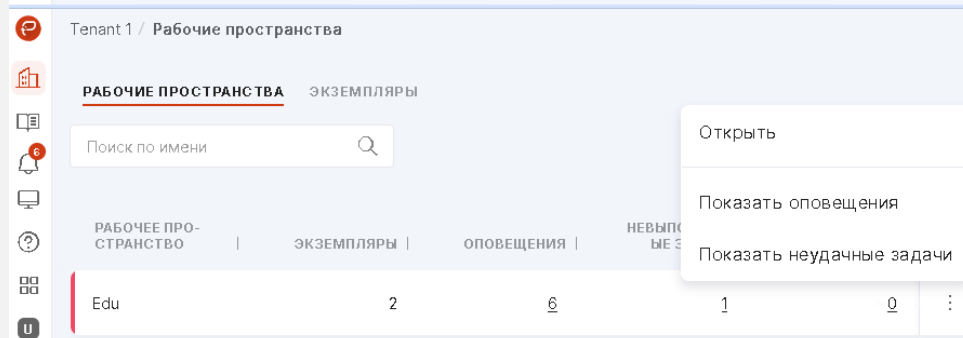 Tenant 1 / Рабочие пространства
РАБОЧИЕ ПРОСТРАНСТВА ЭКЗЕМПЛЯРЫ
Открыть
Поиск по имени
6
Показать оповещения
РАБОЧЕЕ ПРО-
СТРАНСТВО
ЭКЗЕМПЛЯРЫ
ОПОВЕЩЕНИЯ
Показать неудачные задачи
Edu 2 6 1 0
U